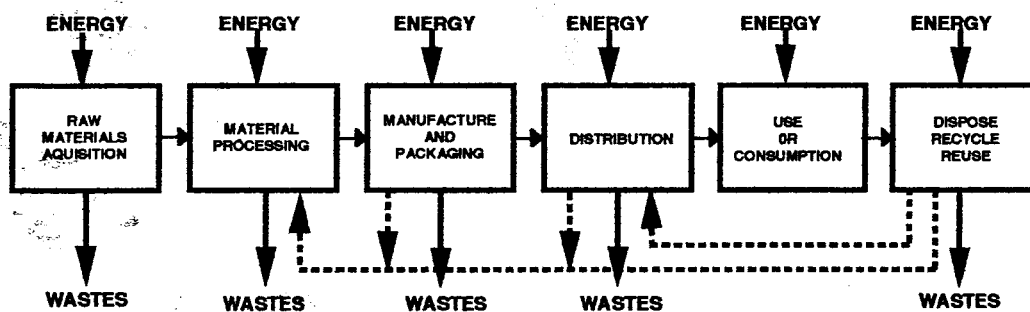 ENERGY ENERGY ENERGY ENERGY ENERGY ENERGY
RAW
MATERIALS
AQUISITION
MATERIAL
PROCESSING
MANUFACTURE
AND
PACKAGING
DISTRIBUTION
USE
0R
CONSUMPTION
DISPOSE
RECYCLE
REUSE
WASTES WASTES WASTES WASTES WASTES